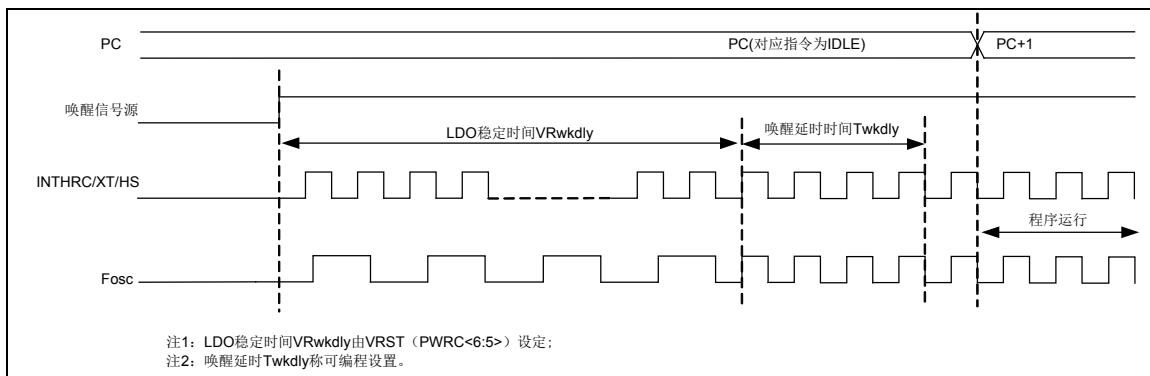 PC
PC(对应指令为IDLE)
PC+1
唤醒信号源
LDO稳定时间VRwkdly
唤醒延时时间Twkdly
INTHRC/XT/HS
程序运行
Fosc
注1：LDO稳定时间VRwkdly由VRST（PWRC<6:5>）设定；
注2：唤醒延时Twkdly称可编程设置。